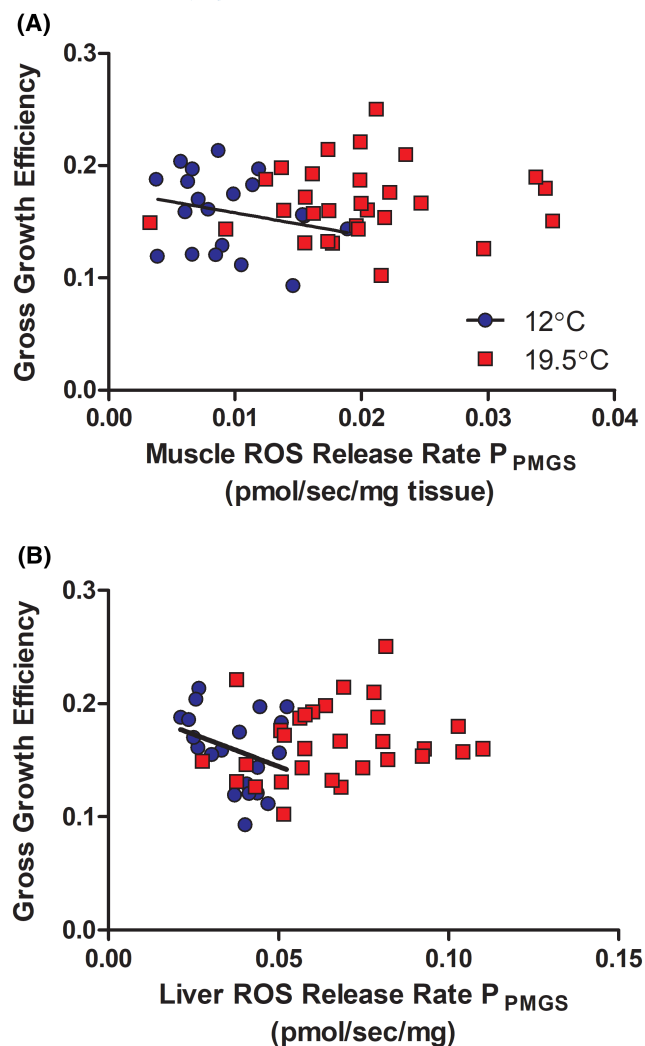 (A)
0.3
0.2
0.1
0.0
Gross Growth Efficiency
12°C
19.5°C
0.00 0.01 0.02 0.03 0.04
Muscle ROS Release Rate P PMGS
(pmol/sec/mg tissue)
(B)
0.3
0.2
0.1
0.0
Gross Growth Efficiency
0.00 0.05 0.10 0.15
Liver ROS Release Rate P PMGS
(pmol/sec/mg)